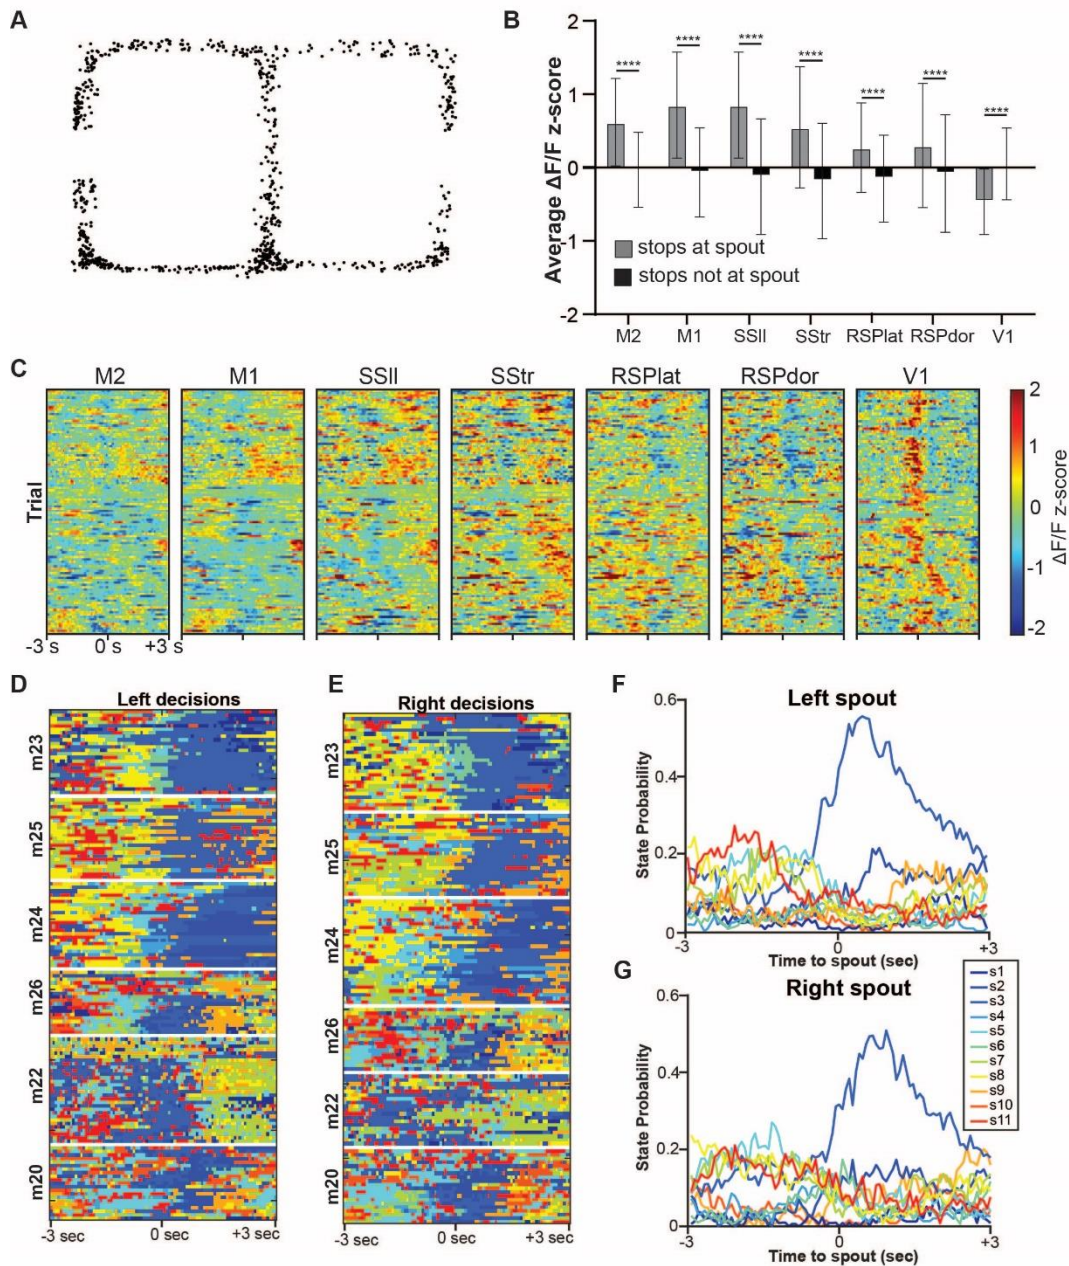 A
B
2
1
0
-1
-2
Average ΔF/F z-score
**** **** **** **** **** **** ****
stops at spout
stops not at spout
M2 M1 SSll SStr RSPlat RSPdor V1
C
M2 M1 SSll SStr RSPlat RSPdor V1
Trial
-3 s 0 s +3 s
2
1
0
-1
-2
ΔF/F z-score
D
Left decisions
m23
m25
m24
m26
m22
m20
-3 sec 0 sec +3 sec
E
Right decisions
m23
m25
m24
m26
m22
m20
-3 sec 0 sec +3 sec
F
Left spout
0.6
0.4
0.2
0
State Probability
-3 0 +3
Time to spout (sec)
G
Right spout
0.6
0.4
0.2
0
State Probability
-3 0 +3
Time to spout (sec)
s1
s2
s3
s4
s5
s6
s7
s8
s9
s10
s11